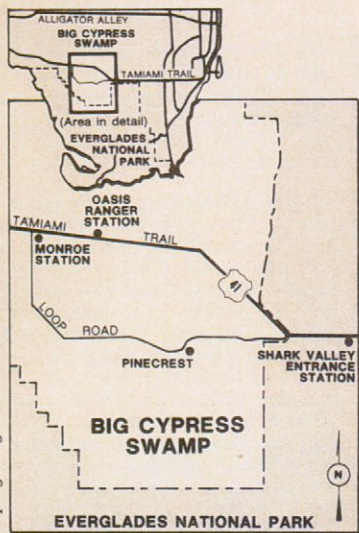 ALLIGATOR ALLEY
BIG CYPRESS
SWAMP
TAMIAMI TRAIL
(Area in detail)
EVERGLADES
NATIONAL
PARK
OASIS
RANGER
STATION
TAMIAMI
TRAIL
MONROE
STATION
41
LOOP
ROAD
PINECREST
SHARK VALLEY
ENTRANCE
STATION
BIG CYPRESS
SWAMP
N
EVERGLADES NATIONAL PARK